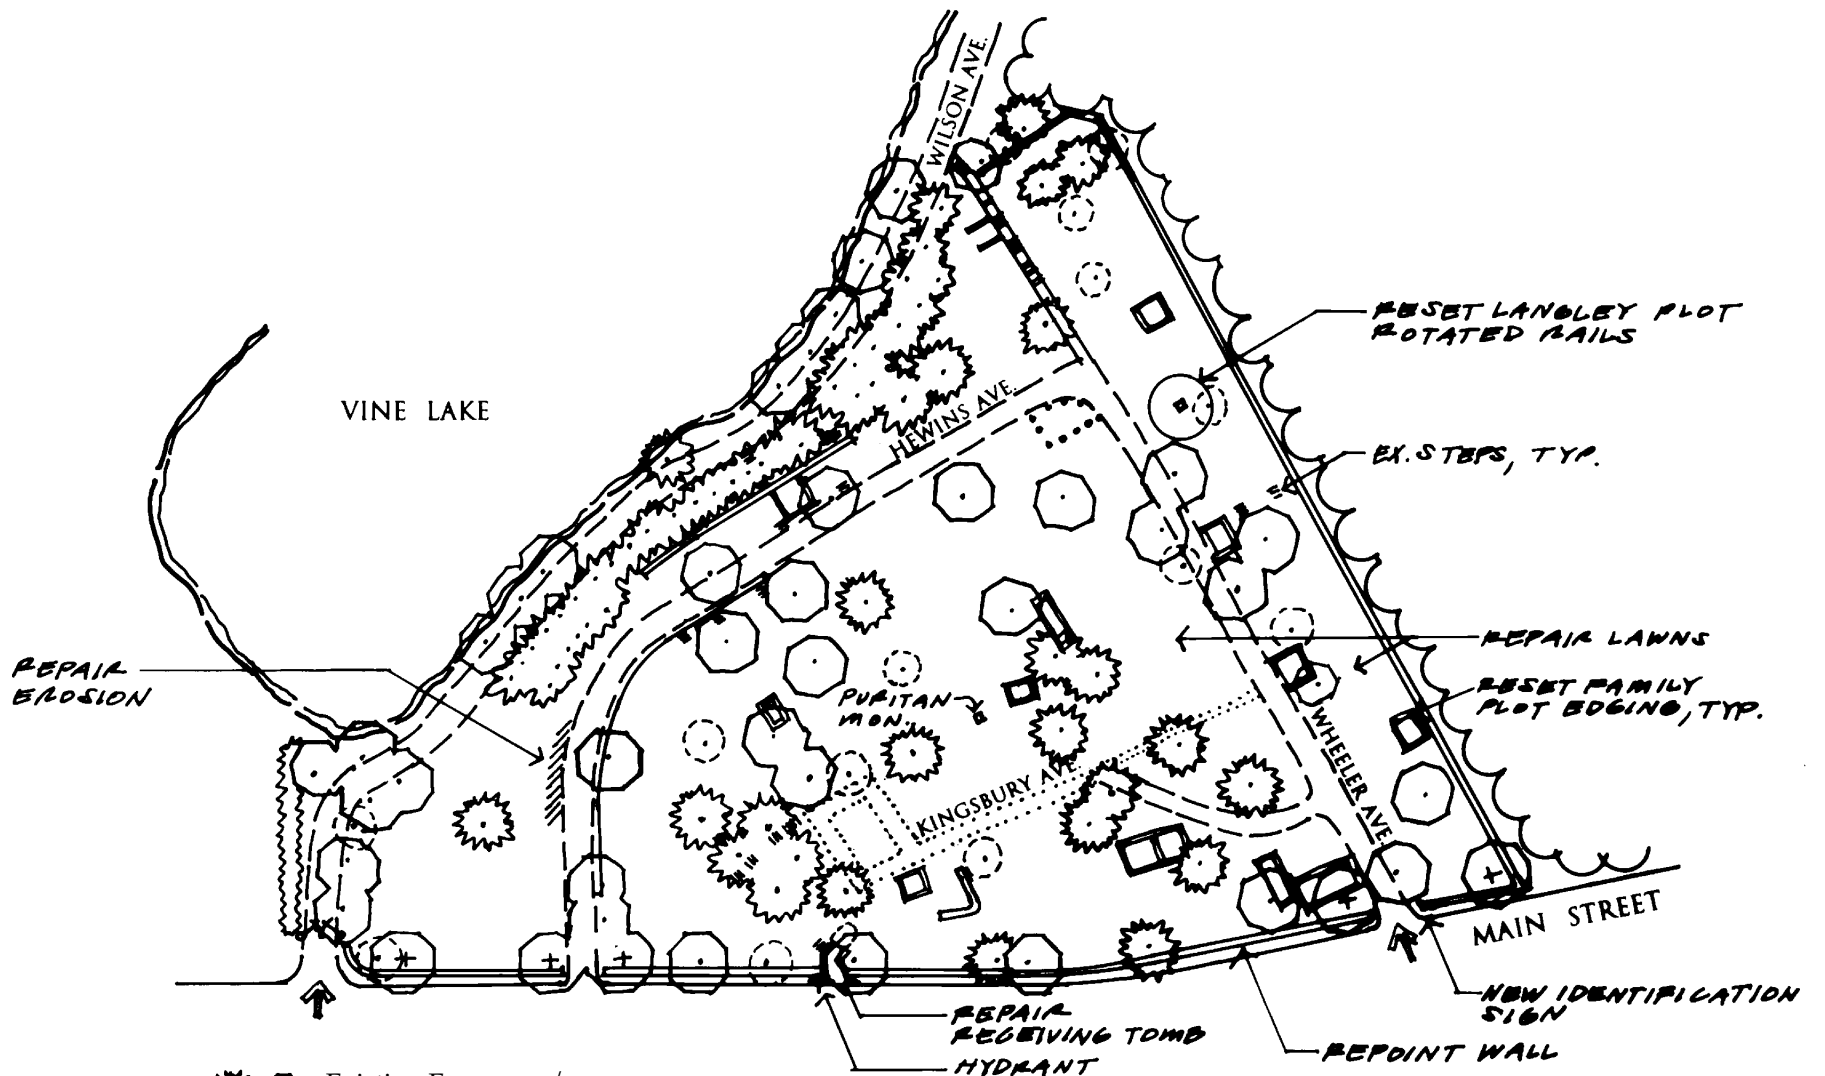 WILSON AVE.
RESET LANGLEY PLOT
ROTATED RAILS
VINE LAKE
HEWINS AVE.
EX. STEPS, TYP.
REPAIR LAWNS
REPAIR
EROSION
PURITAN
MON.
RESET FAMILY
PLOT EDGING, TYP.
WHEELER AVE.
KINGSBURY AVE.
MAIN STREET
NEW IDENTIFICATION
SIGN
REPAIR
RECEIVING TOMB
REPOINT WALL
HYDRANT